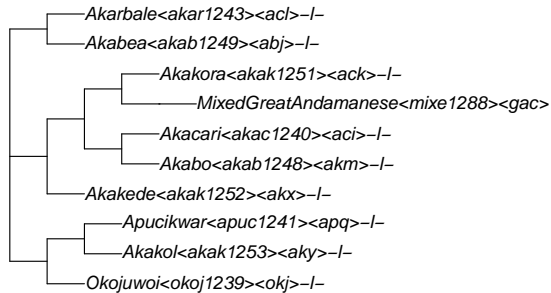 Akarbale<akar1243><acl>−l−
Akabea<akab1249><abj>−l−
Akakora<akak1251><ack>−l−
MixedGreatAndamanese<mixe1288><gac>
Akacari<akac1240><aci>−l−
Akabo<akab1248><akm>−l−
Akakede<akak1252><akx>−l−
Apucikwar<apuc1241><apq>−l−
Akakol<akak1253><aky>−l−
Okojuwoi<okoj1239><okj>−l−